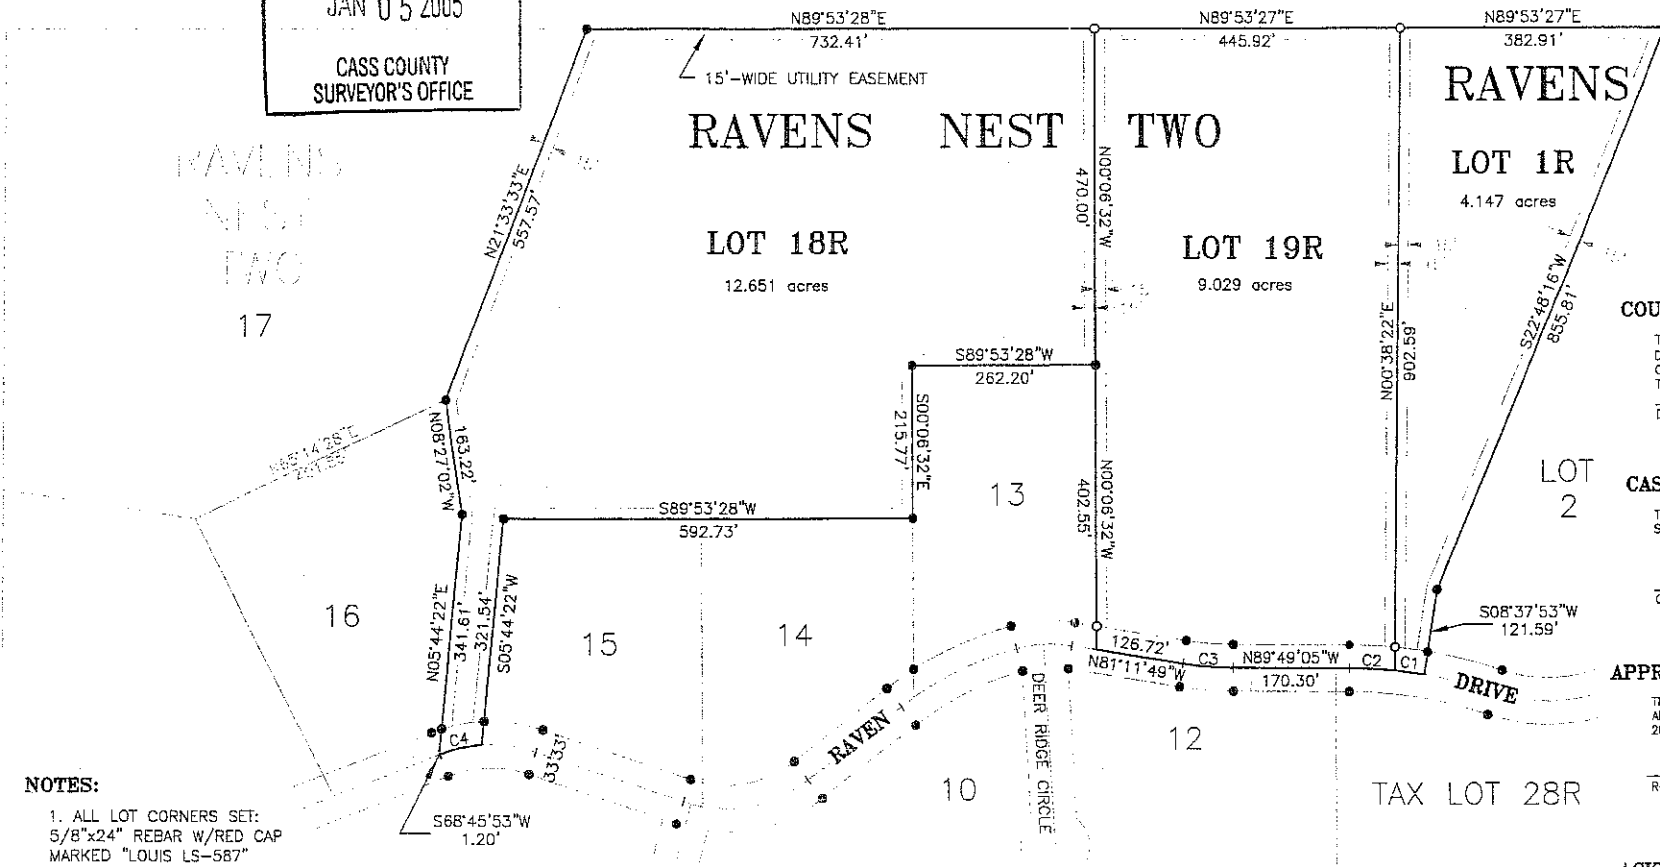 JAN 05 2005
CASS COUNTY
SURVEYOR'S OFFICE
N89°53'28"E
732.41'
N89°53'27"E
445.92'
N89°53'27"E
382.91'
15'-WIDE UTILITY EASEMENT
RAVENS NEST TWO
RAVENS
LOT 1R
4.147 acres
RAVENS
NEST
TWO
17
N21°33'33"E
557.57'
LOT 18R
12.651 acres
N00°06'32"W
470.00'
LOT 19R
9.029 acres
N00°38'22"E
902.59'
S22°48'16"W
855.81'
COU
S89°53'28"W
262.20'
S00°06'32"E
215.77'
13
N00°06'32"W
402.55'
LOT
2
CAS
N08°27'02"W
163.22'
S89°53'28"W
592.73'
16
N05°44'22"E
341.61'
321.54'
S05°44'22"W
15
14
S08°37'53"W
121.59'
126.72'
N81°11'49"W
C3
N89°49'05"W
170.30'
C2
C1
DRIVE
APPR
C4
33'
33'
RAVEN
DEER RIDGE CIRCLE
12
10
TAX LOT 28R
S68°45'53"W
1.20'
NOTES:
1. ALL LOT CORNERS SET:
5/8"x24" REBAR W/RED CAP
MARKED "LOUIS LS-587"